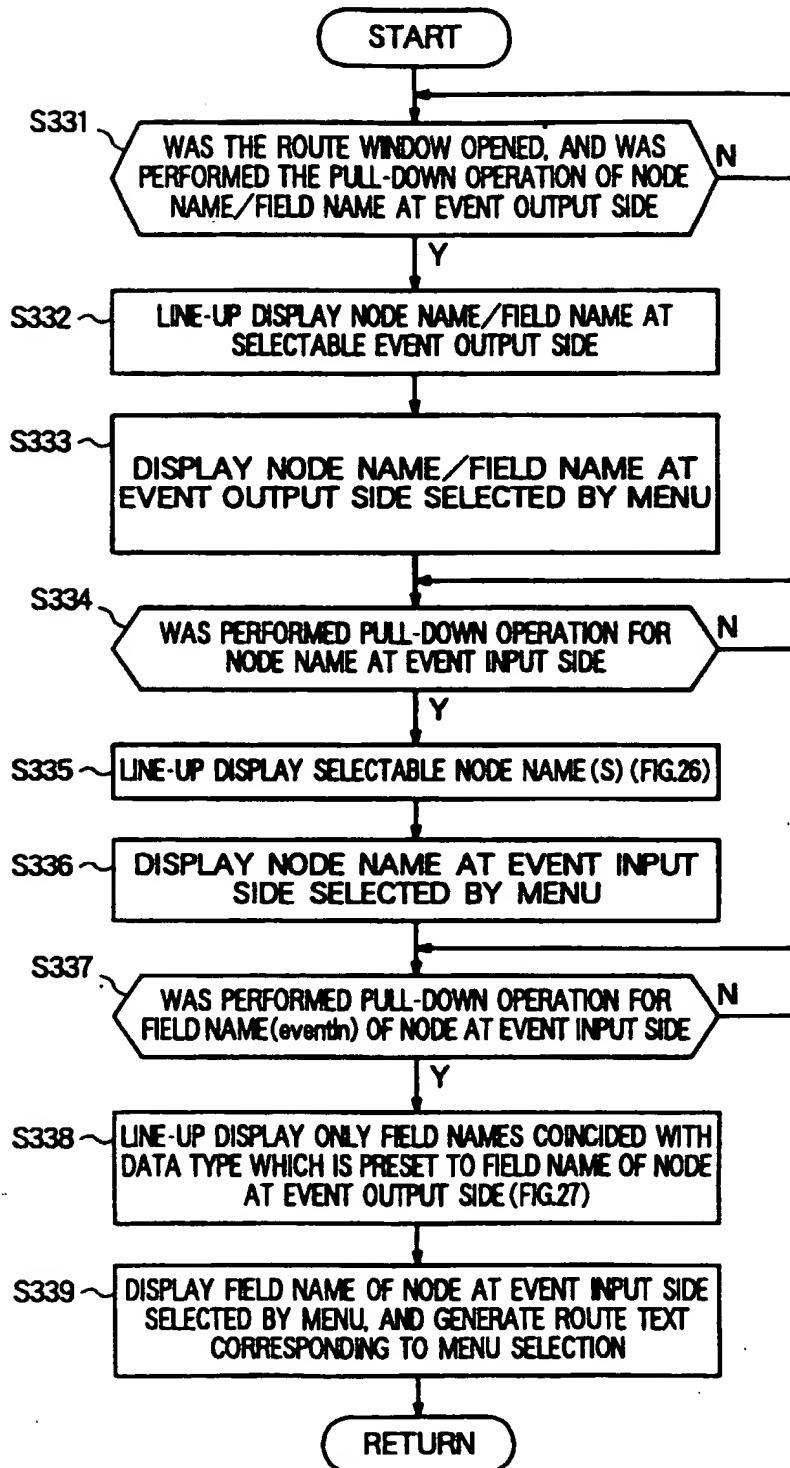 START
S331
WAS THE ROUTE WINDOW OPENED, AND WAS
PERFORMED THE PULL-DOWN OPERATION OF NODE
NAME/FIELD NAME AT EVENT OUTPUT SIDE
N
Y
S332
LINE-UP DISPLAY NODE NAME/FIELD NAME AT
SELECTABLE EVENT OUTPUT SIDE
S333
DISPLAY NODE NAME/FIELD NAME AT
EVENT OUTPUT SIDE SELECTED BY MENU
S334
WAS PERFORMED PULL-DOWN OPERATION FOR
NODE NAME AT EVENT INPUT SIDE
N
Y
S335
LINE-UP DISPLAY SELECTABLE NODE NAME(S) (FIG.26)
S336
DISPLAY NODE NAME AT EVENT INPUT
SIDE SELECTED BY MENU
S337
WAS PERFORMED PULL-DOWN OPERATION FOR
FIELD NAME(eventIn) OF NODE AT EVENT INPUT SIDE
N
Y
S338
LINE-UP DISPLAY ONLY FIELD NAMES COINCIDED WITH
DATA TYPE WHICH IS PRESET TO FIELD NAME OF NODE
AT EVENT OUTPUT SIDE (FIG.27)
S339
DISPLAY FIELD NAME OF NODE AT EVENT INPUT SIDE
SELECTED BY MENU, AND GENERATE ROUTE TEXT
CORRESPONDING TO MENU SELECTION
RETURN